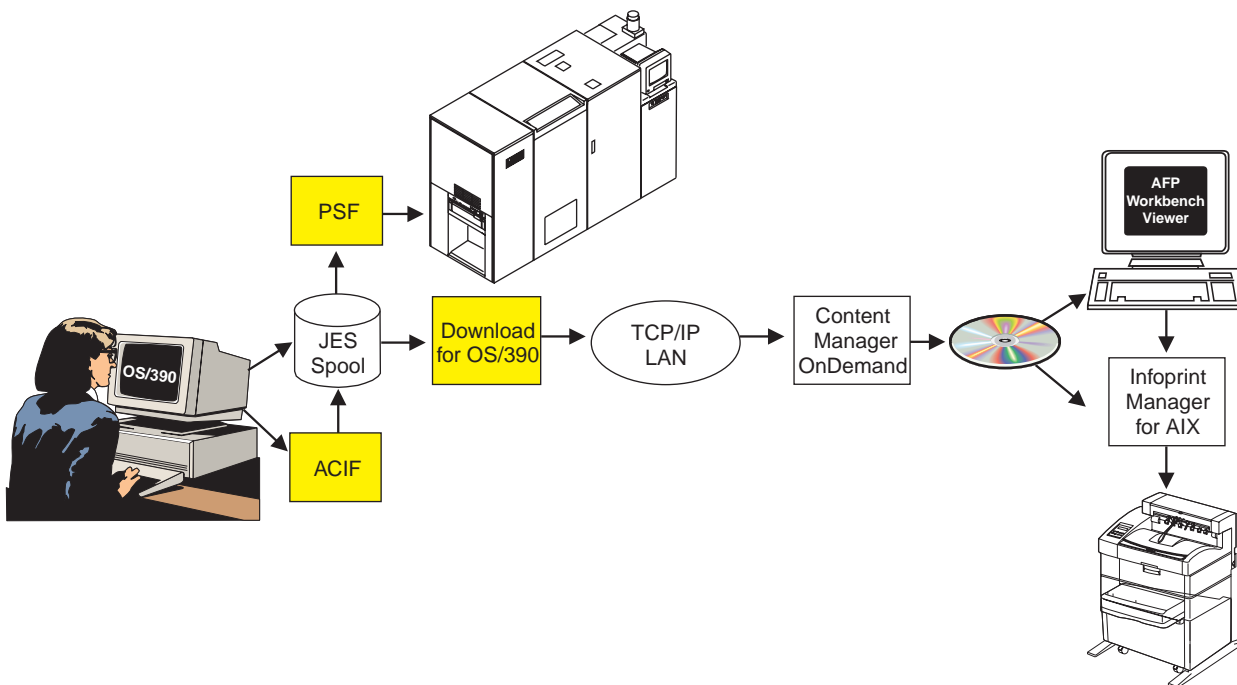 PSF
OS/390
JES
Spool
ACIF
Download
for OS/390
TCP/IP
LAN
Content
Manager
OnDemand
AFP
Workbench
Viewer
Infoprint
Manager
for AIX